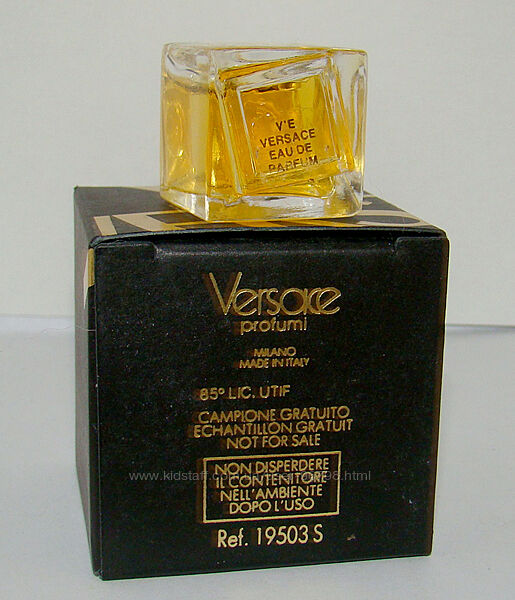 V'E
VERSACE
EAU DE
PARFUM
Versace
profumi
MILANO
MADE IN ITALY
85° LIC. UTIF
CAMPIONE GRATUITO
ECHANTILLON GRATUIT
NOT FOR SALE
NON DISPERDERE
IL CONTENITORE
NELL'AMBIENTE
DOPO L'USO
Ref. 19503 S